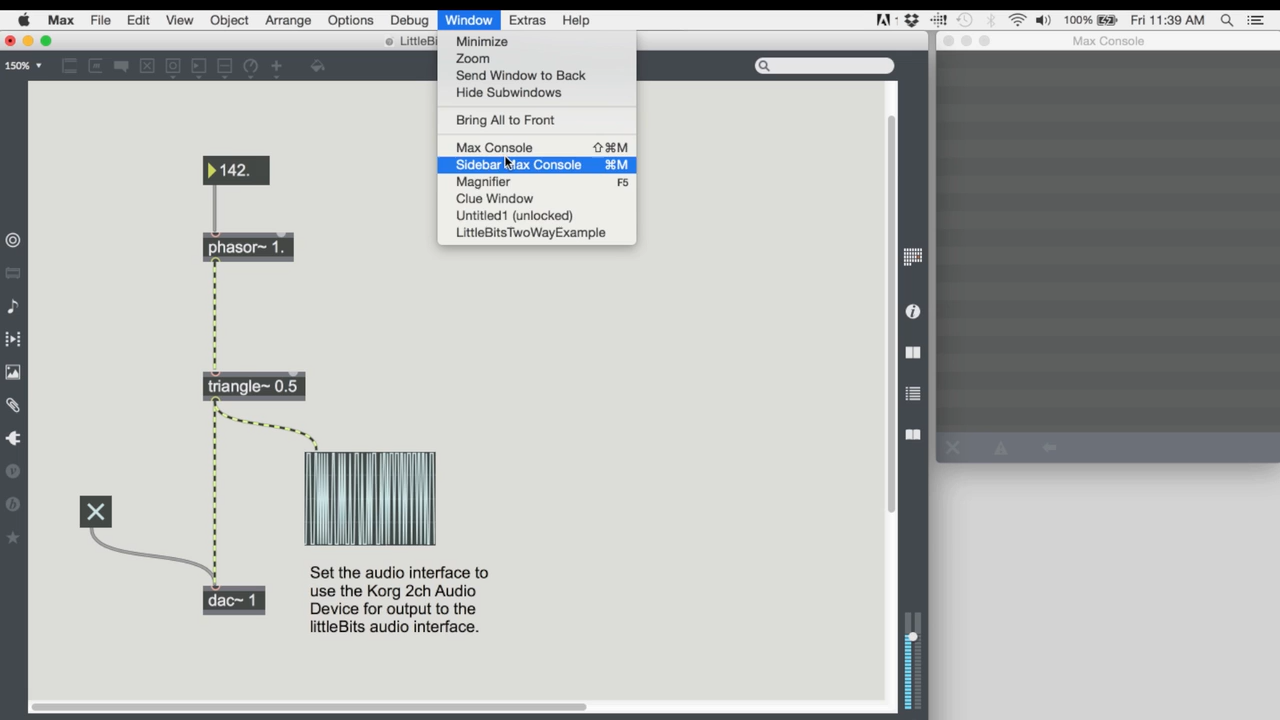 Max File Edit View Object Arrange Options Debug Window Extras Help 100% Fri 11:39 AM
Max Console
150%
Minimize
Zoom
Send Window to Back
Hide Subwindows
Bring All to Front
Max Console ⇧⌘M
Sidebar Max Console ⌘M
Magnifier F5
Clue Window
Untitled1 (unlocked)
LittleBitsTwoWayExample
142.
phasor~ 1.
triangle~ 0.5
Set the audio interface to
use the Korg 2ch Audio
Device for output to the
littleBits audio interface.
dac~ 1